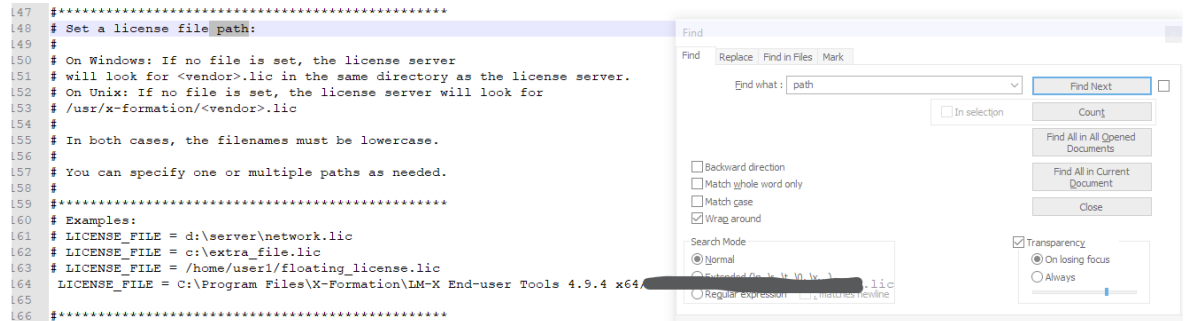 147 #************************************************
148 # Set a license file path:
149 #
150 # On Windows: If no file is set, the license server
151 # will look for <vendor>.lic in the same directory as the license server.
152 # On Unix: If no file is set, the license server will look for
153 # /usr/x-formation/<vendor>.lic
154 #
155 # In both cases, the filenames must be lowercase.
156 #
157 # You can specify one or multiple paths as needed.
158 #
159 #************************************************
160 # Examples:
161 # LICENSE_FILE = d:\server\network.lic
162 # LICENSE_FILE = c:\extra_file.lic
163 # LICENSE_FILE = /home/user1/floating_license.lic
164 LICENSE_FILE = C:\Program Files\X-Formation\LM-X End-user Tools 4.9.4 x64/ .lic
165
166 #************************************************
Find
Find Replace Find in Files Mark
Find what : path
Find Next
In selection
Count
Find All in All Opened
Documents
Find All in Current
Document
Close
Backward direction
Match whole word only
Match case
Wrap around
Search Mode
Normal
Extended
Regular expression
. matches newline
Transparency
On losing focus
Always